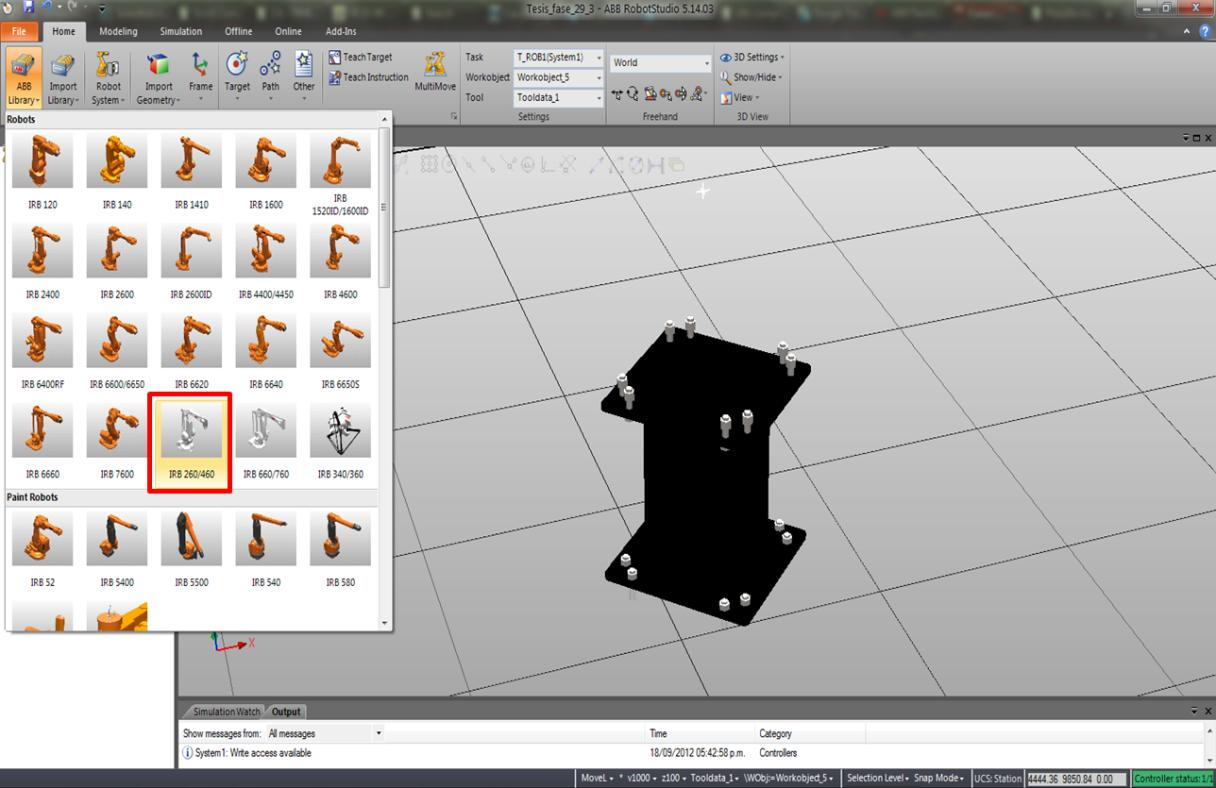 Tesis_fase_29_3 - ABB RobotStudio 5.14.03
File Home Modeling Simulation Offline Online Add-Ins
ABB Library
Import Library
Robot System
Import Geometry
Frame
Target
Path
Other
Teach Target
Teach Instruction
MultiMove
Task T_ROB1(System1)
Workobject Workobject_5
Tool Tooldata_1
Settings
World
Freehand
3D Settings
Show/Hide
View
3D View
Robots
IRB 120 IRB 140 IRB 1410 IRB 1600 IRB 1520ID/1600ID
IRB 2400 IRB 2600 IRB 2600ID IRB 4400/4450 IRB 4600
IRB 6400RF IRB 6600/6650 IRB 6620 IRB 6640 IRB 6650S
IRB 6660 IRB 7600 IRB 260/460 IRB 660/760 IRB 340/360
Paint Robots
IRB 52 IRB 5400 IRB 5500 IRB 540 IRB 580
X
Simulation Watch Output
Show messages from: All messages Time Category
System1: Write access available 18/09/2012 05:42:58 p.m. Controllers
MoveL * v1000 z100 Tooldata_1 \WObj:=Workobjed_5 Selection Level Snap Mode UCS: Station 4444.36 9850.84 0.00 Controller status: 1/1